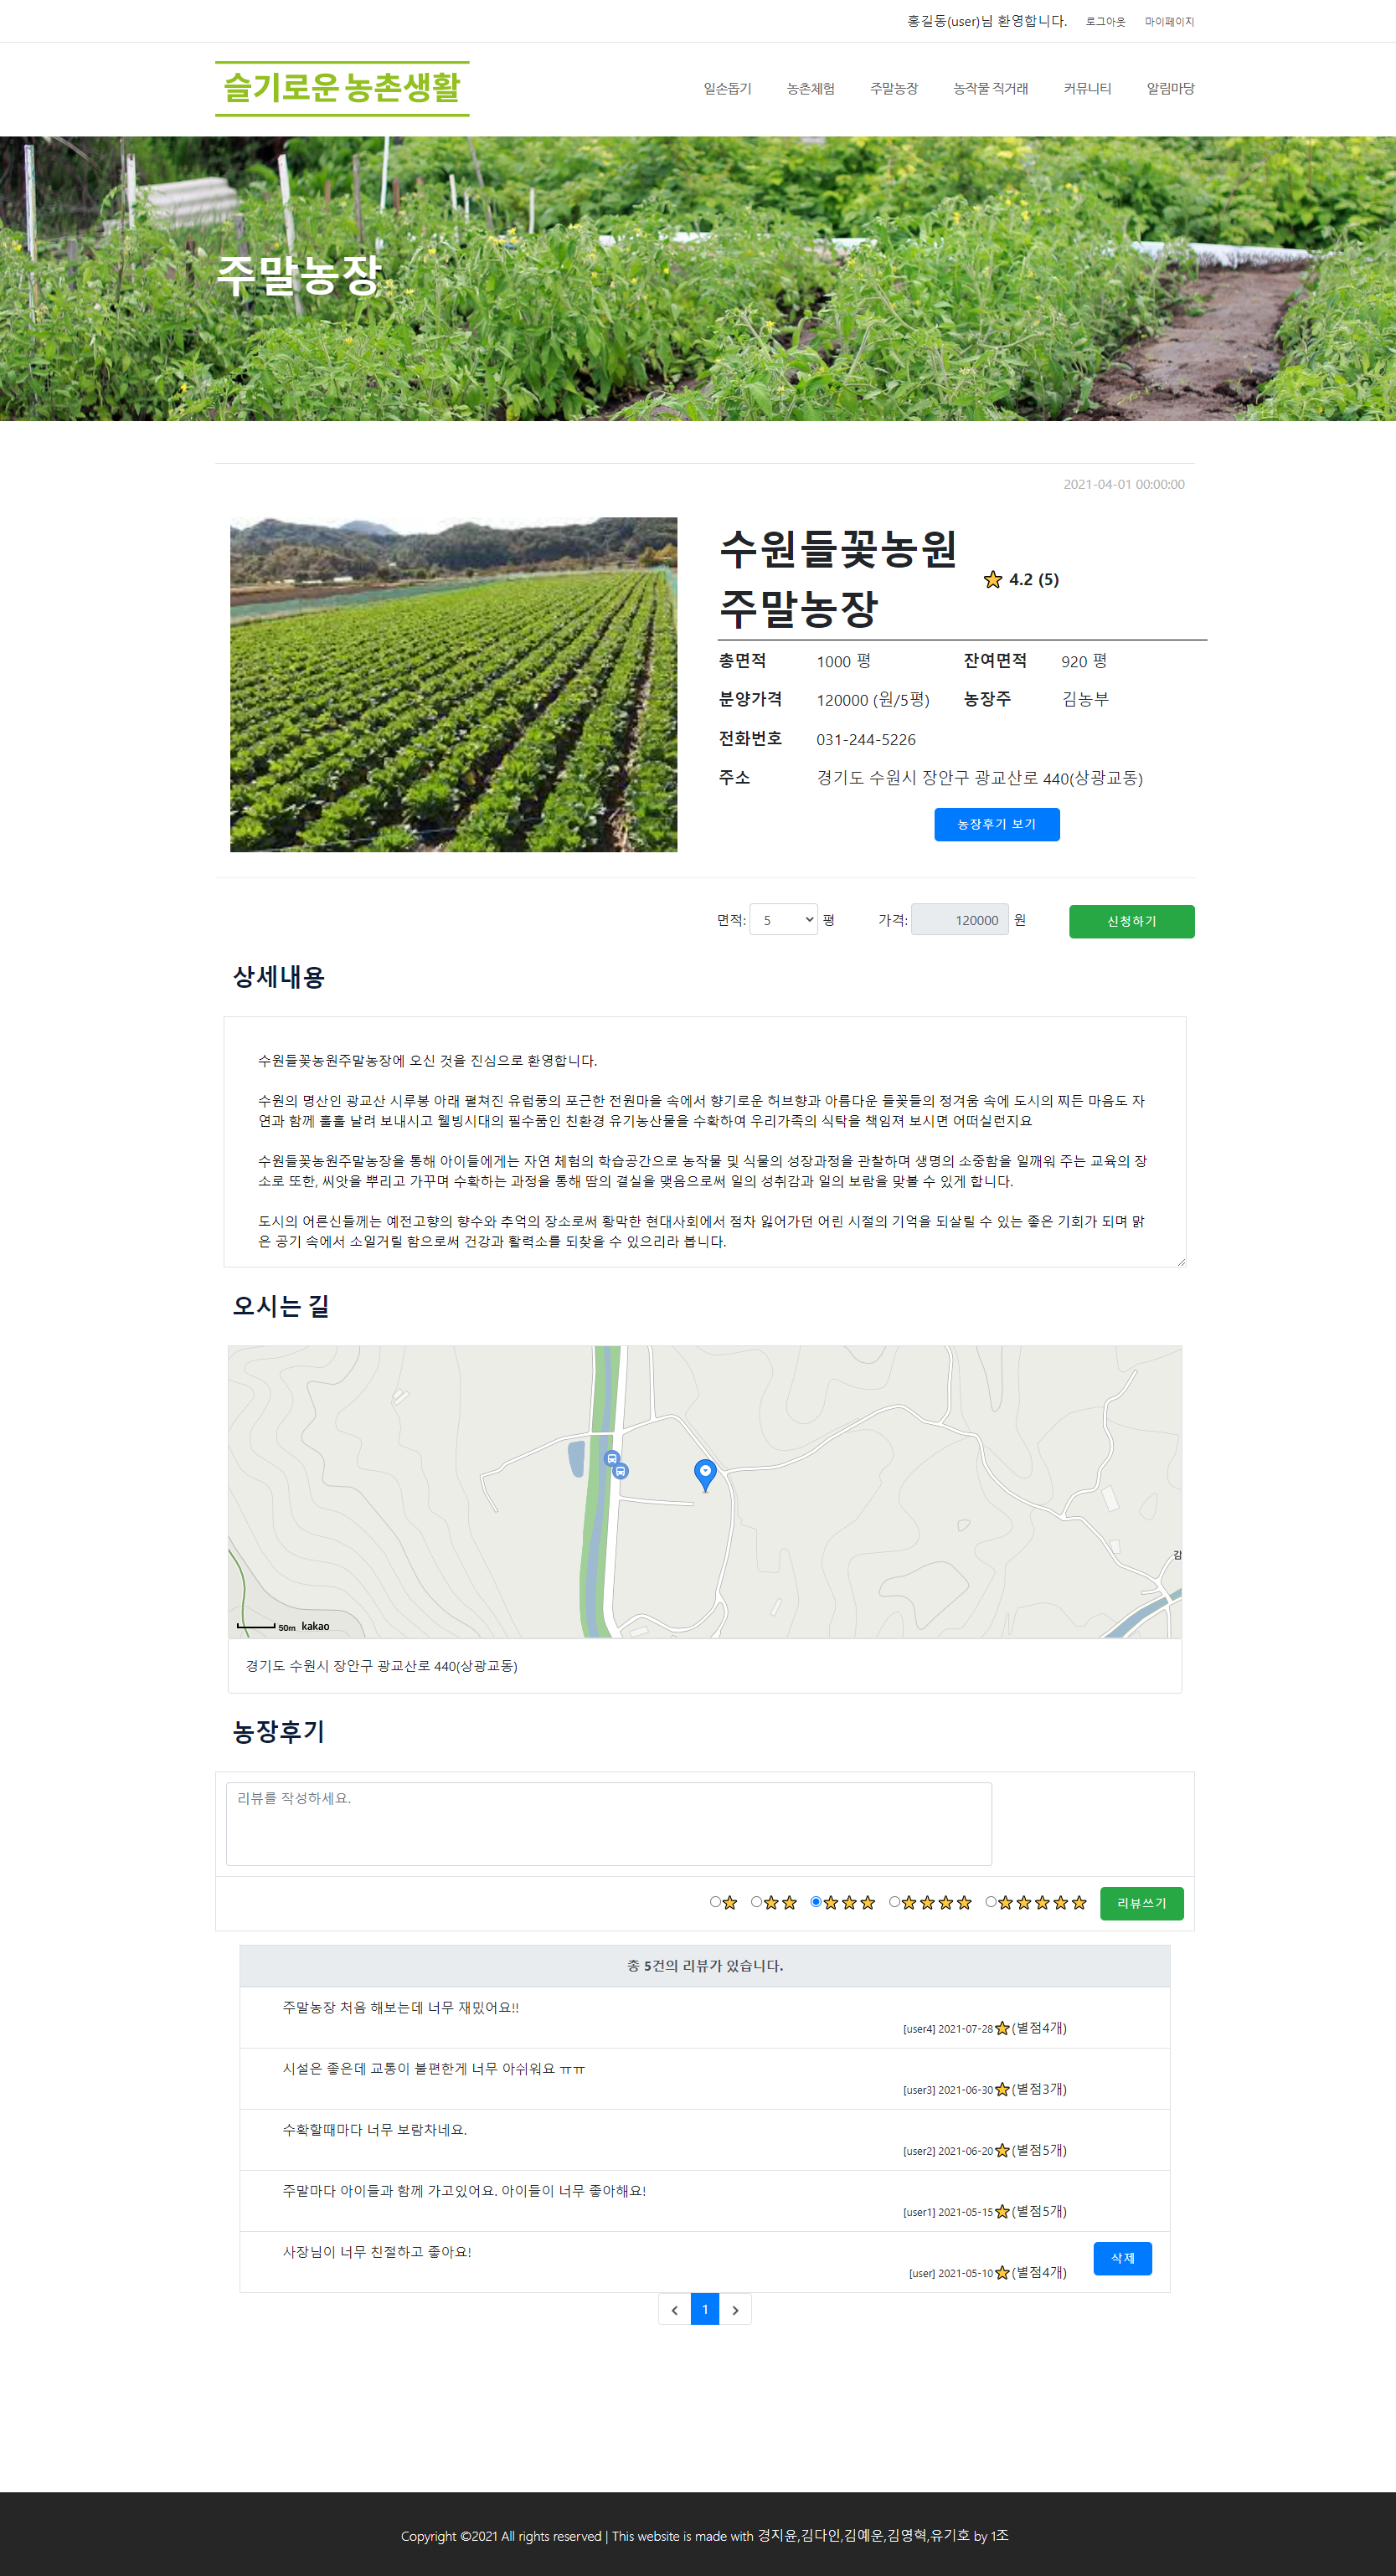 홍길동(user)님 환영합니다. 로그아웃 마이페이지
슬기로운 농촌생활
일손돕기 농촌체험 주말농장 농작물 직거래 커뮤니티 알림마당
주말농장
2021-04-01 00:00:00
수원들꽃농원
주말농장
4.2 (5)
총면적 1000 평 잔여면적 920 평
분양가격 120000 (원/5평) 농장주 김농부
전화번호 031-244-5226
주소 경기도 수원시 장안구 광교산로 440(상광교동)
농장후기 보기
면적: 5 평 가격: 120000 원 신청하기
상세내용
수원들꽃농원주말농장에 오신 것을 진심으로 환영합니다.
수원의 명산인 광교산 시루봉 아래 펼쳐진 유럼풍의 포근한 전원마을 속에서 향기로운 허브향과 아름다운 들꽃들의 정겨움 속에 도시의 찌든 마음도 자
연과 함께 훌훌 날려 보내시고 웰빙시대의 필수품인 친환경 유기농산물을 수확하여 우리가족의 식탁을 책임져 보시면 어떠실런지요
수원들꽃농원주말농장을 통해 아이들에게는 자연 체험의 학습공간으로 농작물 및 식물의 성장과정을 관찰하며 생명의 소중함을 일깨워 주는 교육의 장
소로 또한, 씨앗을 뿌리고 가꾸며 수확하는 과정을 통해 땀의 결실을 맺음으로써 일의 성취감과 일의 보람을 맛볼 수 있게 합니다.
도시의 어른신들께는 예전고향의 향수와 추억의 장소로써 황막한 현대사회에서 점차 잃어가던 어린 시절의 기억을 되살릴 수 있는 좋은 기회가 되며 맑
은 공기 속에서 소일거릴 함으로써 건강과 활력소를 되찾을 수 있으리라 봅니다.
오시는 길
감
50m kakao
경기도 수원시 장안구 광교산로 440(상광교동)
농장후기
리뷰를 작성하세요.
리뷰쓰기
총 5건의 리뷰가 있습니다.
주말농장 처음 해보는데 너무 재밌어요!!
[user4] 2021-07-28 (별점4개)
시설은 좋은데 교통이 불편한게 너무 아쉬워요 ㅠㅠ
[user3] 2021-06-30 (별점3개)
수확할때마다 너무 보람차네요.
[user2] 2021-06-20 (별점5개)
주말마다 아이들과 함께 가고있어요. 아이들이 너무 좋아해요!
[user1] 2021-05-15 (별점5개)
사장님이 너무 친절하고 좋아요!
삭제
[user] 2021-05-10 (별점4개)
1
Copyright ©2021 All rights reserved | This website is made with 경지윤,김다인,김예운,김영혁,유기호 by 1조